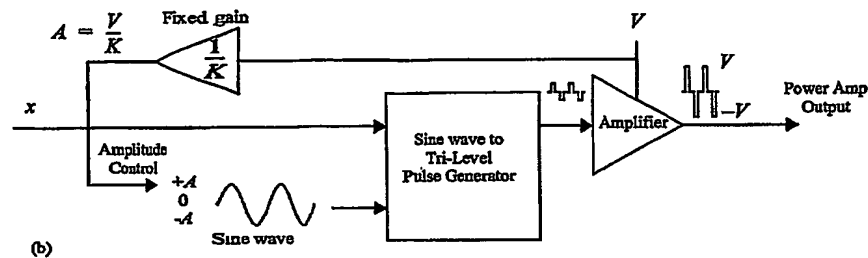 Fixed gain
A = V/K
1/K
V
x
V
-V
Power Amp
Output
Amplifier
Sine wave to
Tri-Level
Pulse Generator
Amplitude
Control
+A
0
-A
Sine wave
(b)